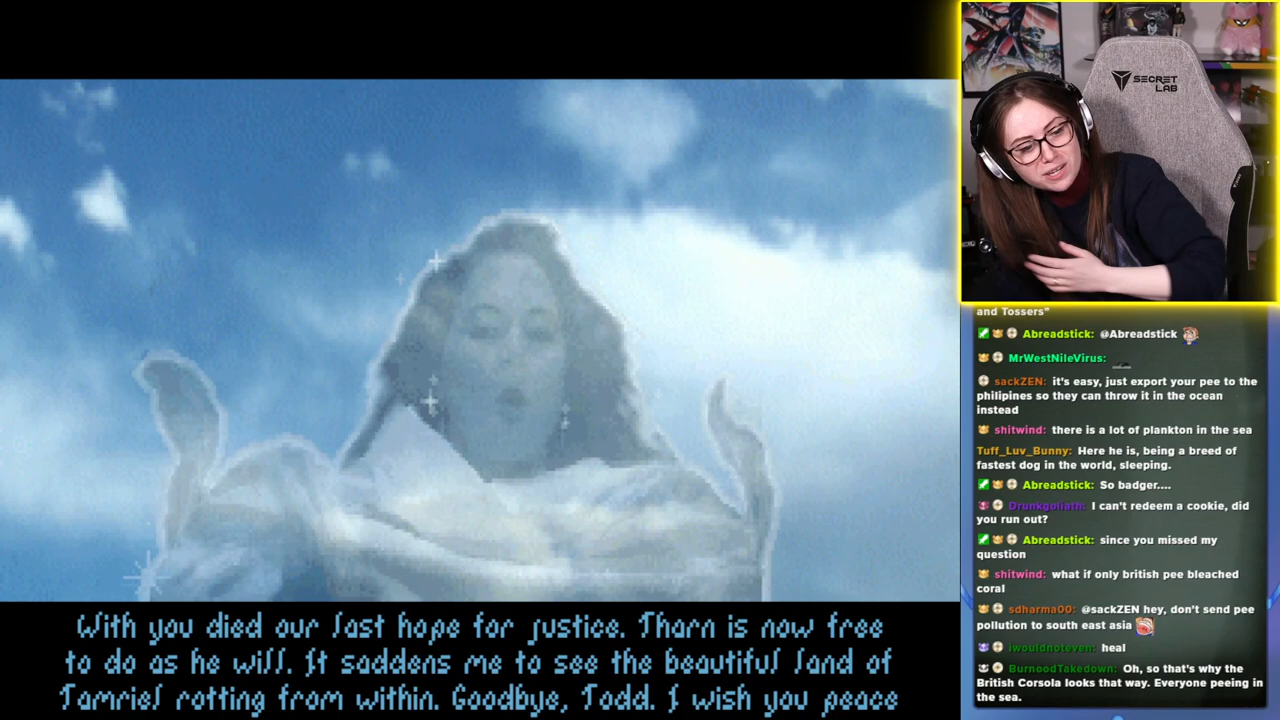 SECRET
LAB
and Tossers"
Abreadstick: @Abreadstick
MrWestNileVirus:
sackZEN: it's easy, just export your pee to the
philipines so they can throw it in the ocean
instead
shitwind: there is a lot of plankton in the sea
Tuff_Luv_Bunny: Here he is, being a breed of
fastest dog in the world, sleeping.
Abreadstick: So badger....
Drunkgoliath: I can't redeem a cookie, did
you run out?
Abreadstick: since you missed my
question
shitwind: what if only british pee bleached
coral
sdharma00: @sackZEN hey, don't send pee
pollution to south east asia
iwouldnoteven: heal
BurnoodTakedown: Oh, so that's why the
British Corsola looks that way. Everyone peeing in
the sea.
With you died our last hope for justice. Tharn is now free
to do as he will. It saddens me to see the beautiful land of
Tamriel rotting from within. Goodbye, Todd. I wish you peace